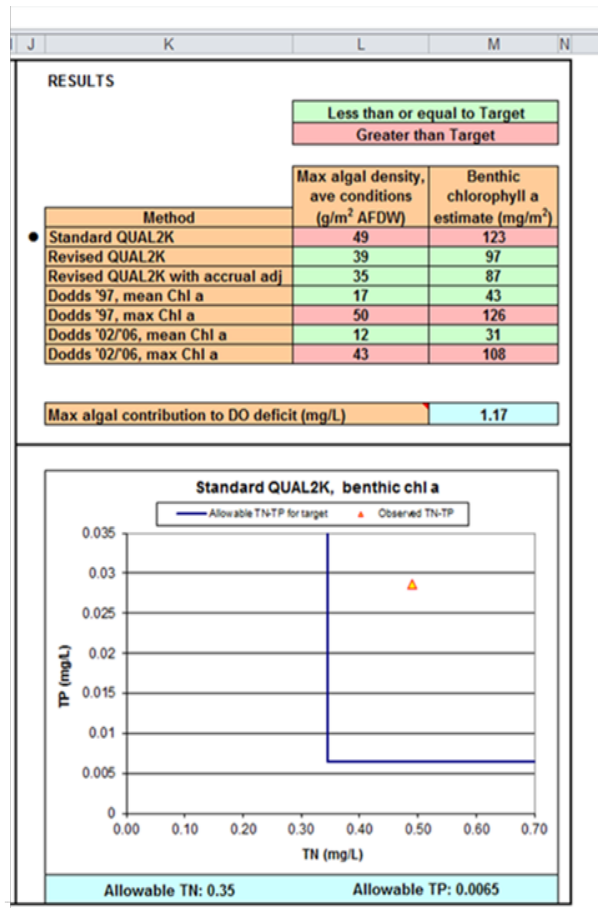 J K L M N
RESULTS
Less than or equal to Target
Greater than Target
Method Max algal density, ave conditions (g/m² AFDW) Benthic chlorophyll a estimate (mg/m²)
Standard QUAL2K 49 123
Revised QUAL2K 39 97
Revised QUAL2K with accrual adj 35 87
Dodds '97, mean Chl a 17 43
Dodds '97, max Chl a 50 126
Dodds '02/'06, mean Chl a 12 31
Dodds '02/'06, max Chl a 43 108
Max algal contribution to DO deficit (mg/L) 1.17
Standard QUAL2K, benthic chl a
Allowable TN-TP for target Observed TN-TP
0.035
0.03
0.025
0.02
0.015
0.01
0.005
0
TP (mg/L)
0.00 0.10 0.20 0.30 0.40 0.50 0.60 0.70
TN (mg/L)
Allowable TN: 0.35 Allowable TP: 0.0065